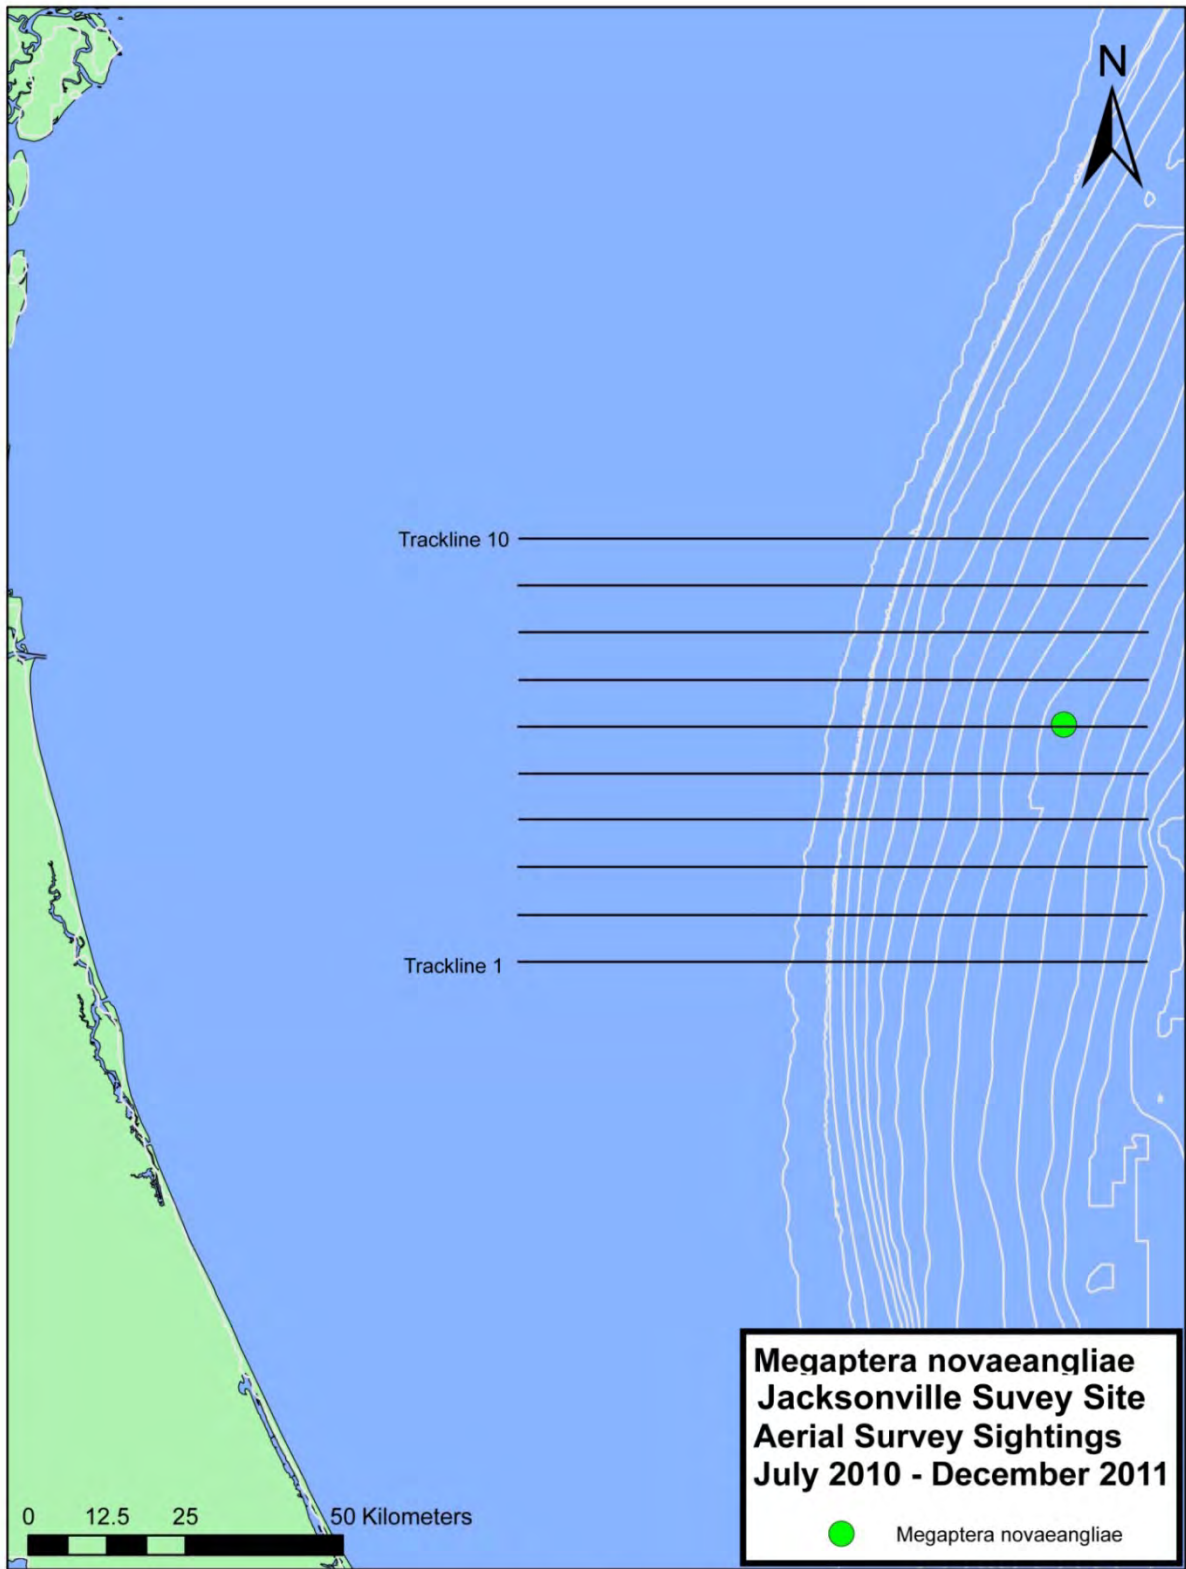 N
Trackline 10
Trackline 1
Megaptera novaeangliae
Jacksonville Suvey Site
Aerial Survey Sightings
July 2010 - December 2011
Megaptera novaeangliae
0 12.5 25 50 Kilometers